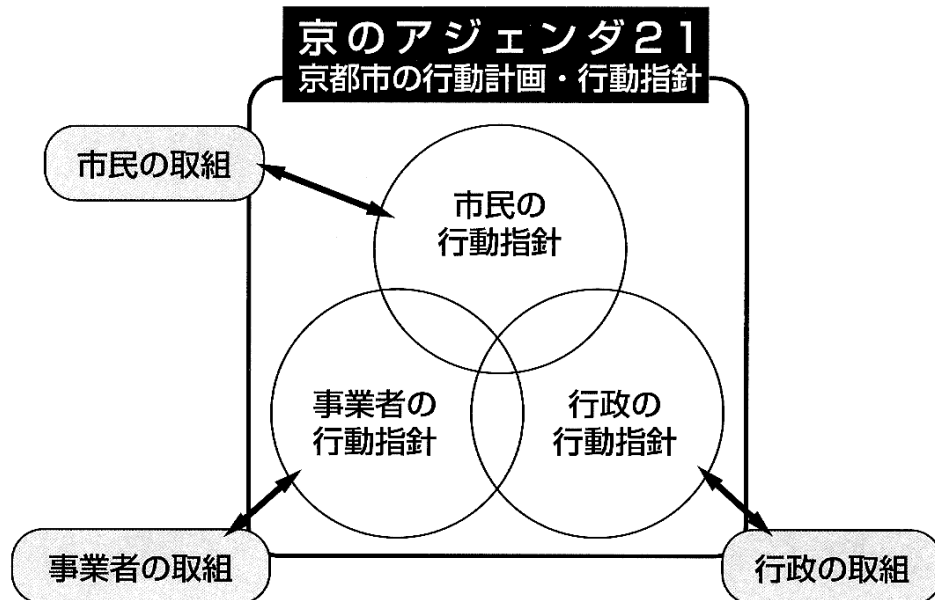 京のアジェンダ21
京都市の行動計画・行動指針
市民の取組
市民の
行動指針
事業者の
行動指針
行政の
行動指針
事業者の取組
行政の取組